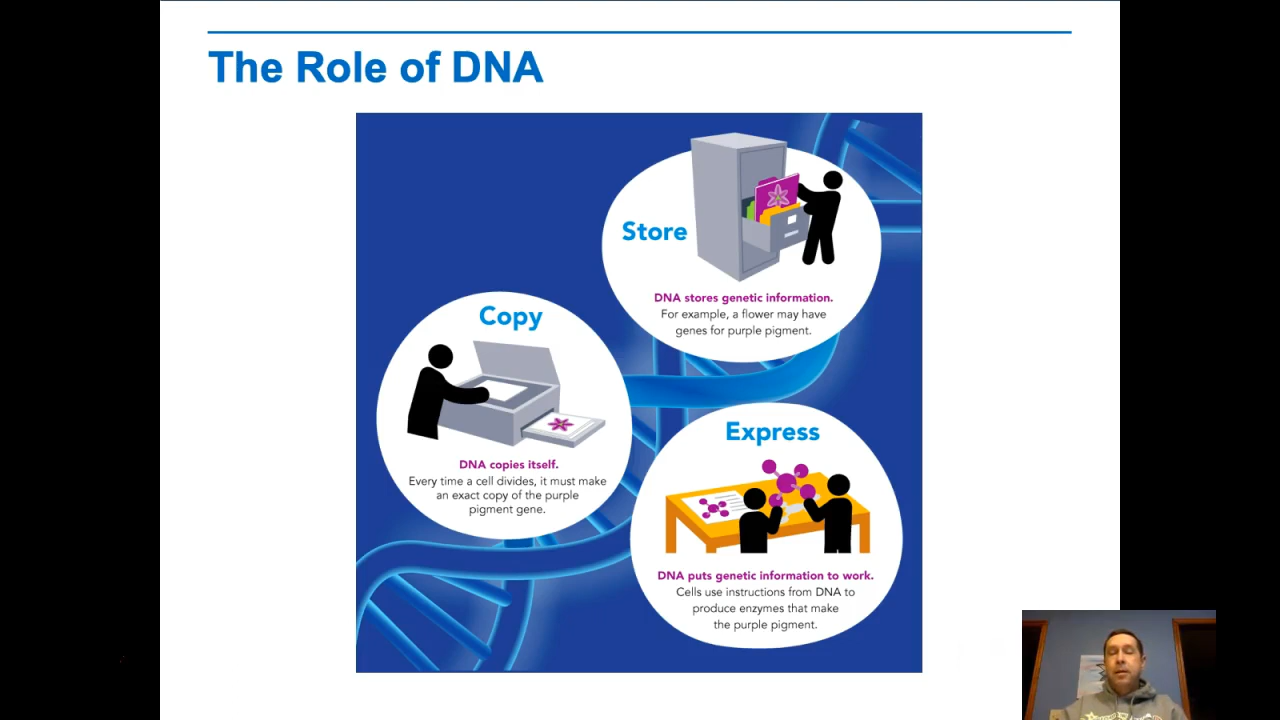 The Role of DNA
Store
DNA stores genetic information.
For example, a flower may have
genes for purple pigment.
Copy
DNA copies itself.
Every time a cell divides, it must make
an exact copy of the purple
pigment gene.
Express
DNA puts genetic information to work.
Cells use instructions from DNA to
produce enzymes that make
the purple pigment.